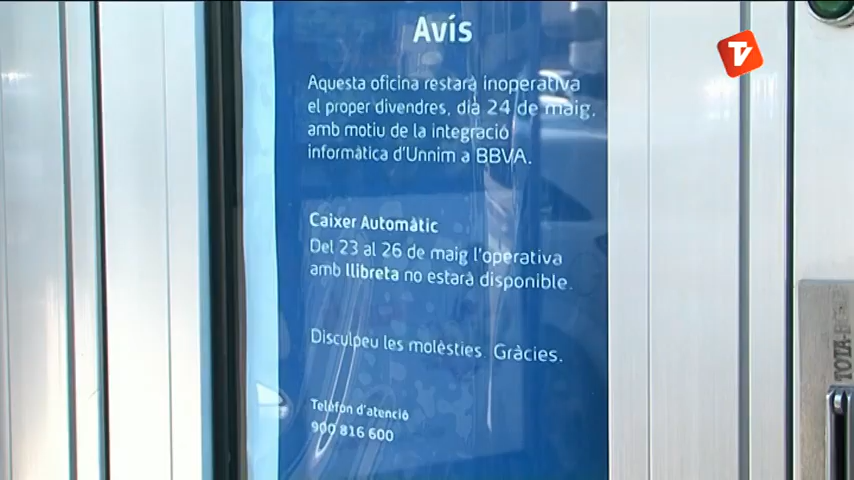 Avís
Aquesta oficina restarà inoperativa
el proper divendres, dia 24 de maig,
amb motiu de la integració
informàtica d'Unnim a BBVA.
Caixer Automàtic
Del 23 al 26 de maig l'operativa
amb llibreta no estarà disponible.
Disculpeu les molèsties. Gràcies.
Telèfon d'atenció
900 816 600
TV